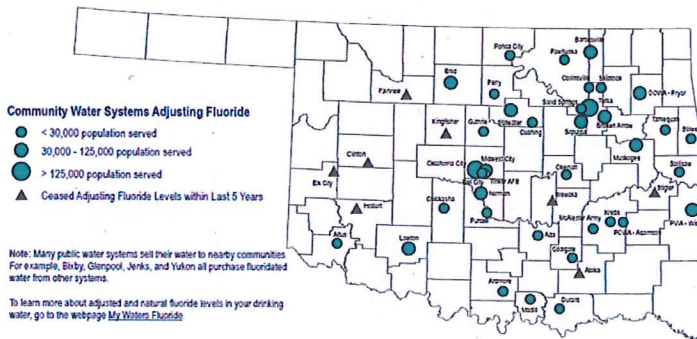 Community Water Systems Adjusting Fluoride
< 30,000 population served
30,000 - 125,000 population served
> 125,000 population served
Ceased Adjusting Fluoride Levels within Last 5 Years
Note: Many public water systems sell their water to nearby communities
For example, Bixby, Glenpool, Jenks, and Yukon all purchase fluoridated
water from other systems.
To learn more about adjusted and natural fluoride levels in your drinking
water, go to the webpage My Waters Fluoride
Ponca City
Pawhuska
Bartlesville
Enid
Perry
Collinsville
Fairview
Sand Springs
Tulsa
Kingfisher
Guthrie
Stillwater
Cushing
Sapulpa
Broken Arrow
Tahlequah
Clinton
Oklahoma City
Midwest City
Muskogee
Elk City
Del City
Tinker AFB
Okemah
Norman
Wewoka
Hobart
Chickasha
McAlester Army
Krebs
Purcell
Altus
Lawton
Ada
Coalgate
Atoka
Ardmore
Madill
Durant